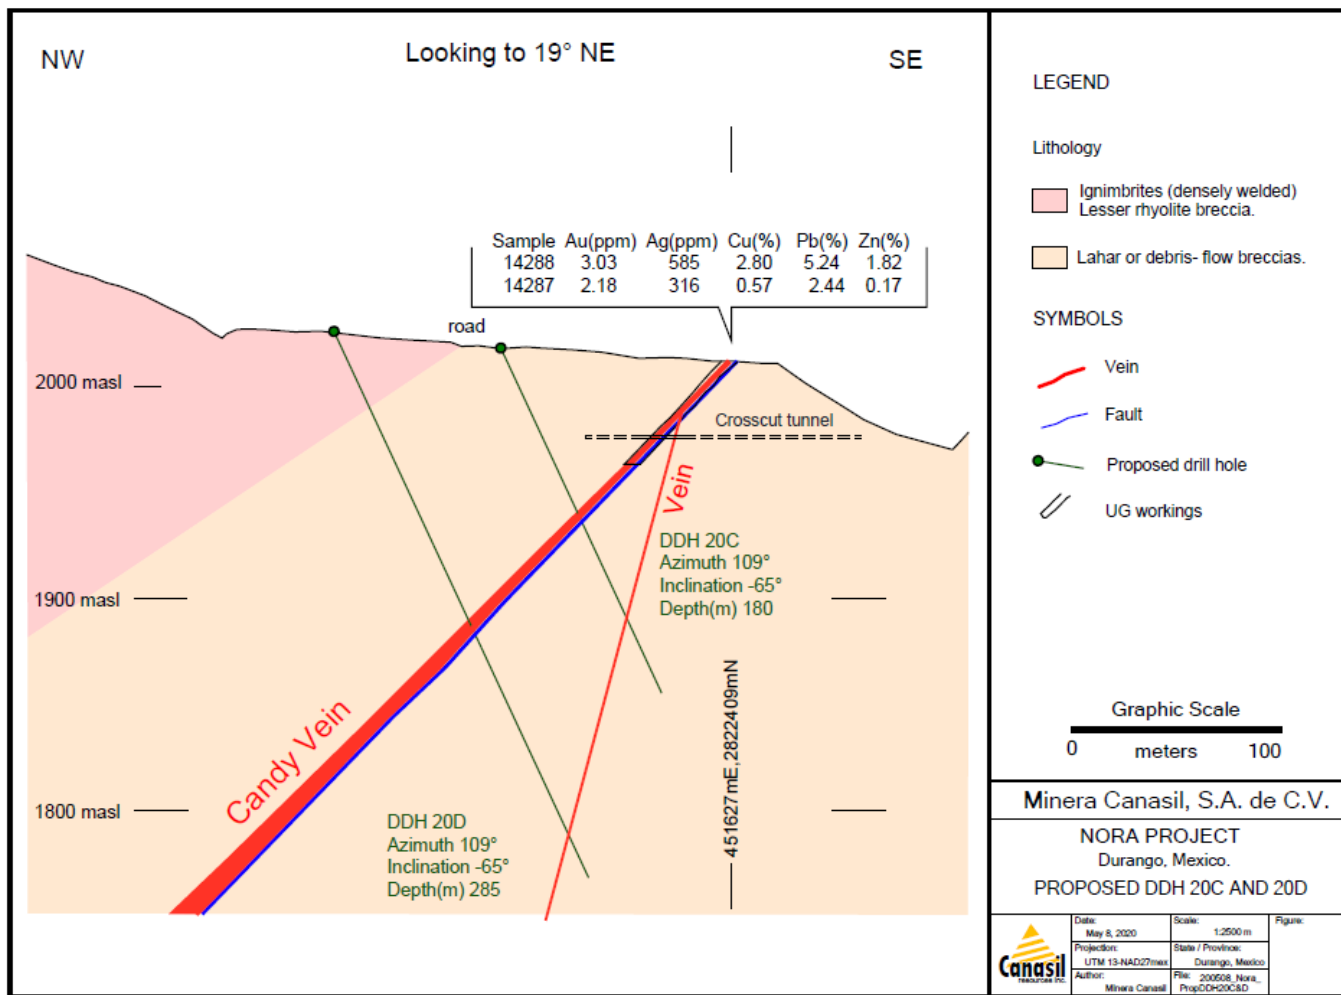 NW
Looking to 19° NE
SE
Sample Au(ppm) Ag(ppm) Cu(%) Pb(%) Zn(%)
14288 3.03 585 2.80 5.24 1.82
14287 2.18 316 0.57 2.44 0.17
road
2000 masl
Crosscut tunnel
Vein
DDH 20C
Azimuth 109°
Inclination -65°
Depth(m) 180
1900 masl
451627mE,2822409mN
Candy Vein
1800 masl
DDH 20D
Azimuth 109°
Inclination -65°
Depth(m) 285
LEGEND
Lithology
Ignimbrites (densely welded)
Lesser rhyolite breccia.
Lahar or debris- flow breccias.
SYMBOLS
Vein
Fault
Proposed drill hole
UG workings
Graphic Scale
0 meters 100
Minera Canasil, S.A. de C.V.
NORA PROJECT
Durango, Mexico.
PROPOSED DDH 20C AND 20D
Canasil
resources inc.
Date:
May 8, 2020
Scale:
1:2500 m
Figure:
Projection:
UTM 13-NAD27mex
State / Province:
Durango, Mexico
Author:
Minera Canasil
File: 200508_Nora_
PropDDH20C&D